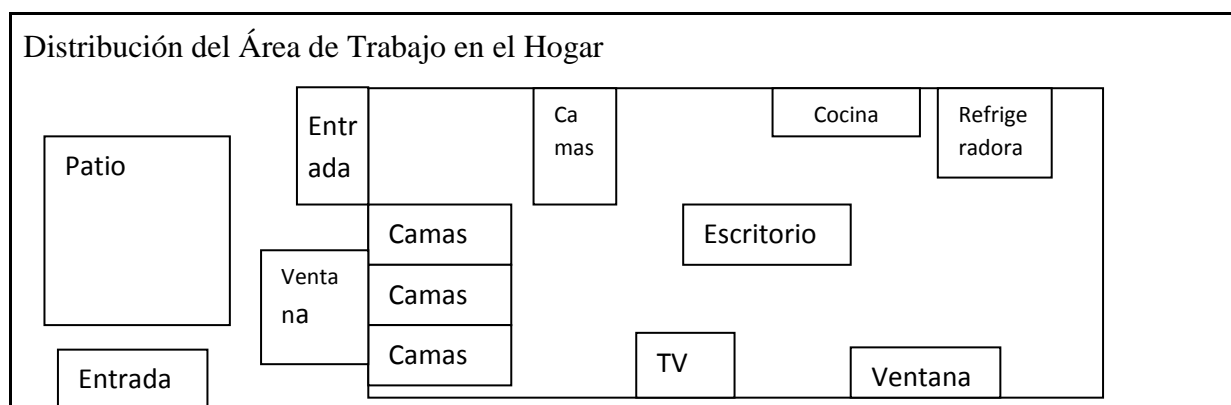 Distribución del Área de Trabajo en el Hogar
Entr
ada
Ca
mas
Cocina
Refrige
radora
Patio
Camas
Escritorio
Venta
na
Camas
Camas
TV
Ventana
Entrada